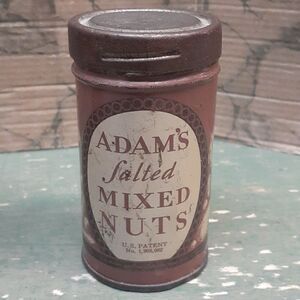 ADAM'S
Salted
MIXED
NUTS
U.S. PATENT